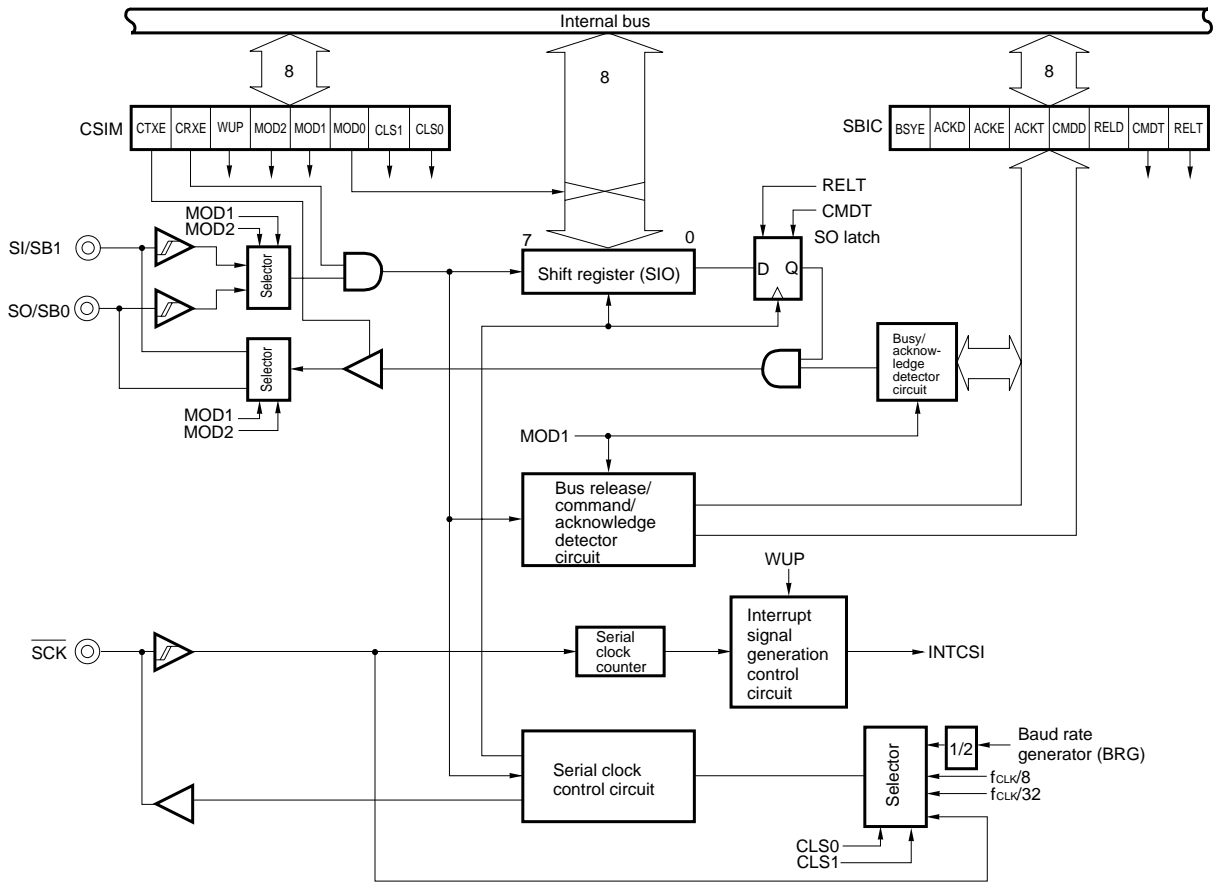 Internal bus
8
8
8
CSIM
CTXE CRXE WUP MOD2 MOD1 MOD0 CLS1 CLS0
SBIC
BSYE ACKD ACKE ACKT CMDD RELD CMDT RELT
RELT
CMDT
SO latch
MOD1
MOD2
SI/SB1
Selector
7
0
Shift register (SIO)
D Q
SO/SB0
Selector
MOD1
MOD2
Busy/
acknow-
ledge
detector
circuit
MOD1
Bus release/
command/
acknowledge
detector
circuit
WUP
SCK
Serial
clock
counter
Interrupt
signal
generation
control
circuit
INTCSI
Serial clock
control circuit
Selector
1/2
Baud rate
generator (BRG)
fCLK/8
fCLK/32
CLS0
CLS1